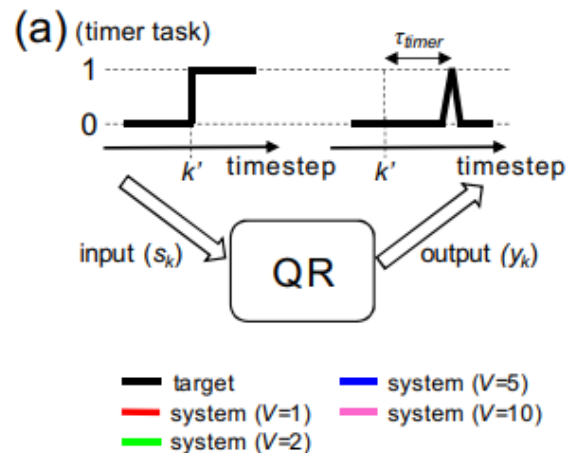 (a) (timer task)
τtimer
1
0
k' timestep k' timestep
input (sk) output (yk)
QR
target system (V=5)
system (V=1) system (V=10)
system (V=2)